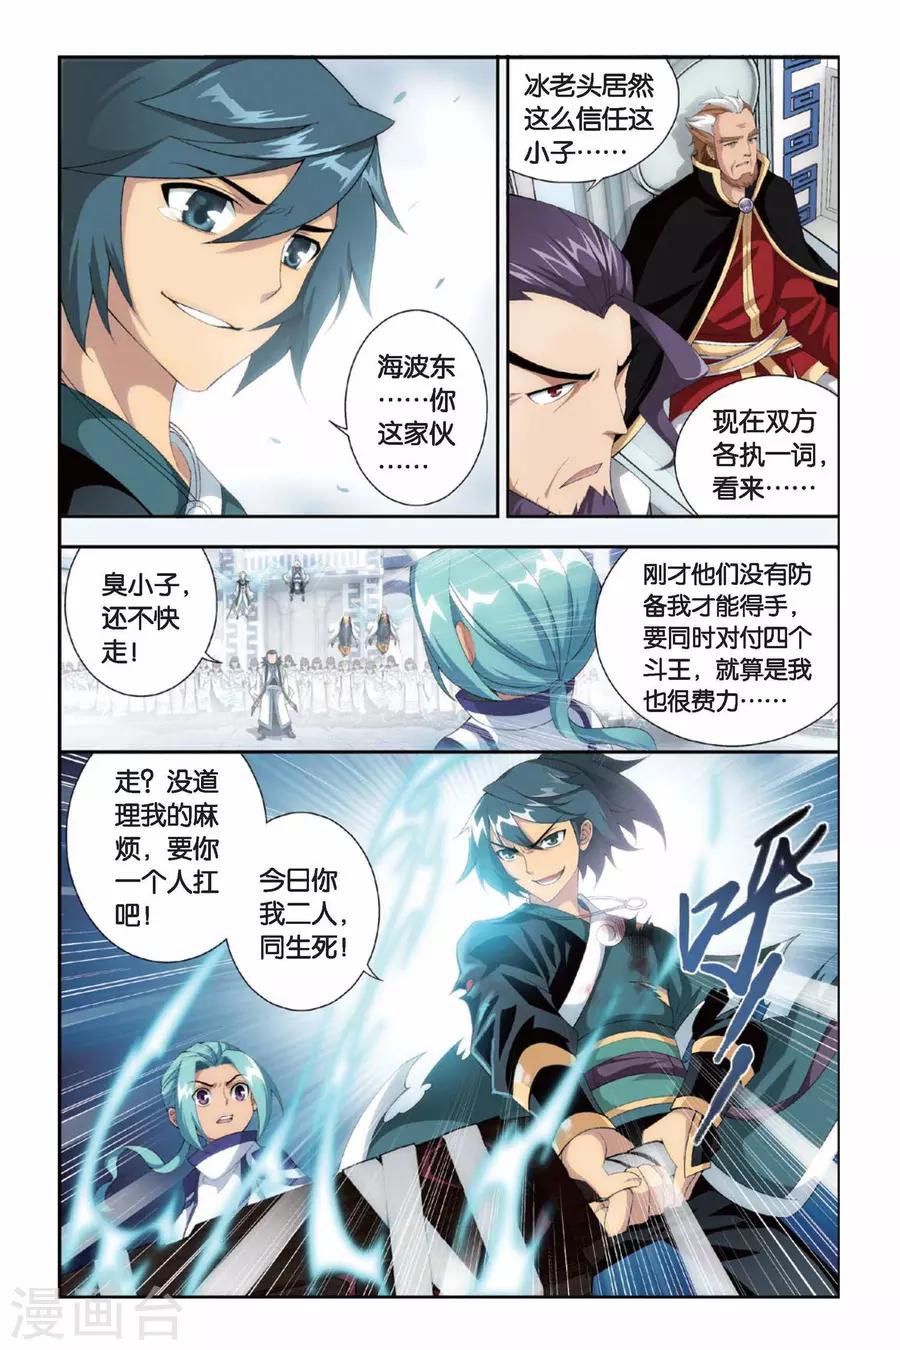 海波东
……你
这家伙
……
冰老头居然
这么信任这
小子……
现在双方
各执一词，
看来……
臭小子，
还不快
走！
刚才他们没有防
备我才能得手，
要同时对付四个
斗王，就算是我
也很费力……
走？没道
理我的麻
烦，要你
一个人扛
吧！
今日你
我二人，
同生死！
呼
漫画台